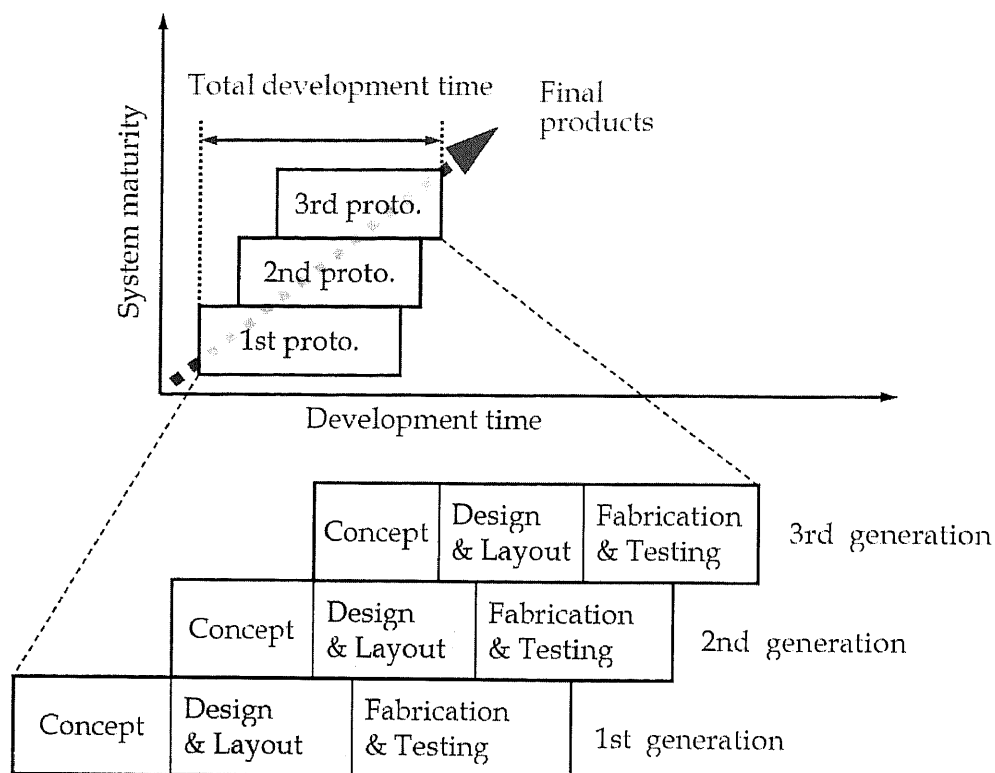 Total development time
Final
products
System maturity
3rd proto.
2nd proto.
1st proto.
Development time
Concept
Design
& Layout
Fabrication
& Testing
3rd generation
Concept
Design
& Layout
Fabrication
& Testing
2nd generation
Concept
Design
& Layout
Fabrication
& Testing
1st generation